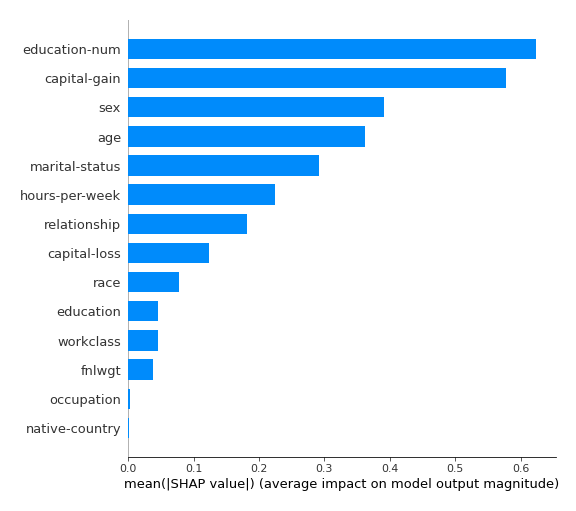 education-num
capital-gain
sex
age
marital-status
hours-per-week
relationship
capital-loss
race
education
workclass
fnlwgt
occupation
native-country
0.0 0.1 0.2 0.3 0.4 0.5 0.6
mean(|SHAP value|) (average impact on model output magnitude)